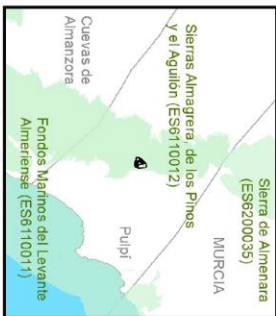 Sierra de Almenara
(ES6200035)
MURCIA
Sierras Almagrera, de los Pinos
y el Aguilón (ES6110012)
Pulpí
Cuevas de
Almanzora
Fondos Marinos del Levante
Almeriense (ES6110011)